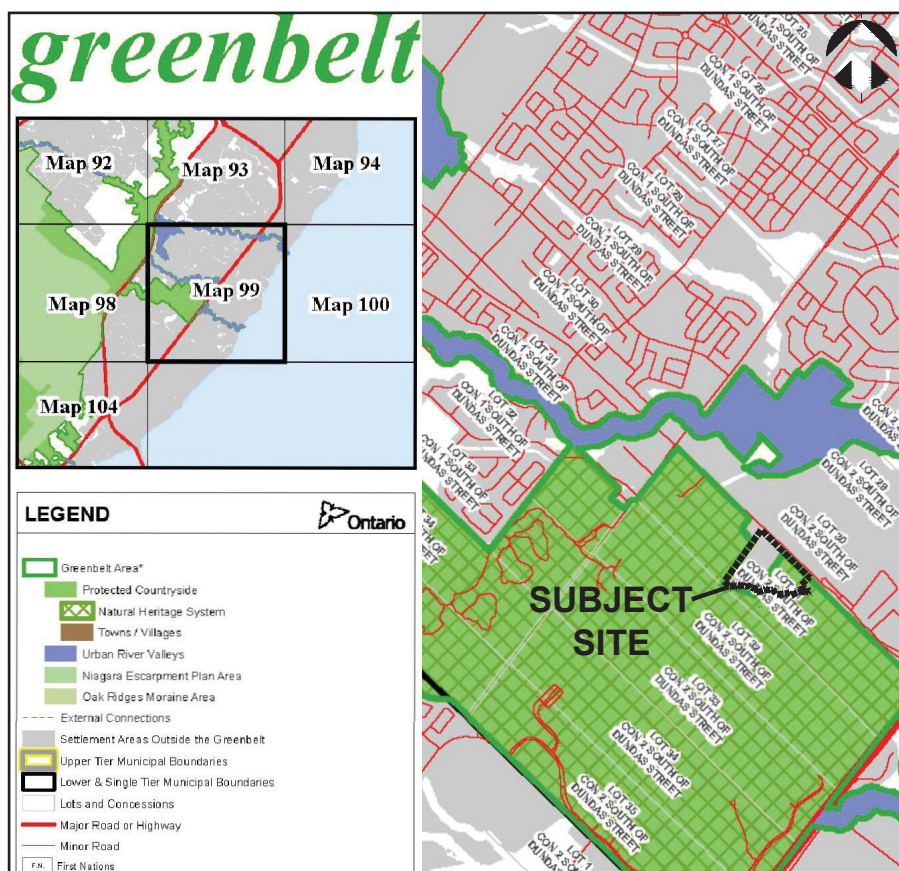 greenbelt
Map 92
Map 93
Map 94
Map 98
Map 99
Map 100
Map 104
LEGEND
Ontario
Greenbelt Area*
Protected Countryside
Natural Heritage System
Towns / Villages
Urban River Valleys
Niagara Escarpment Plan Area
Oak Ridges Moraine Area
External Connections
Settlement Areas Outside the Greenbelt
Upper Tier Municipal Boundaries
Lower & Single Tier Municipal Boundaries
Lots and Concessions
Major Road or Highway
Minor Road
F.N. First Nations
LOT 25
CON 1 SOUTH OF
DUNDAS STREET
LOT 26
CON 1 SOUTH OF
DUNDAS STREET
LOT 27
CON 1 SOUTH OF
DUNDAS STREET
LOT 28
CON 1 SOUTH OF
DUNDAS STREET
LOT 29
CON 1 SOUTH OF
DUNDAS STREET
LOT 30
CON 1 SOUTH OF
DUNDAS STREET
LOT 31
CON 1 SOUTH OF
DUNDAS STREET
LOT 32
CON 1 SOUTH OF
DUNDAS STREET
LOT 33
CON 1 SOUTH OF
DUNDAS STREET
CON 2
DUNDAS
LOT 29
CON 2 SOUTH OF
DUNDAS STREET
LOT 30
CON 2 SOUTH OF
DUNDAS STREET
LOT
CON 2 SOUTH OF
DUNDAS STREET
SUBJECT
SITE
LOT 32
CON 2 SOUTH OF
DUNDAS STREET
LOT 33
CON 2 SOUTH OF
DUNDAS STREET
LOT 34
CON 2 SOUTH OF
DUNDAS STREET
LOT 35
CON 2 SOUTH OF
DUNDAS STREET
LOT 1
CON 2 SO
DUNDAS